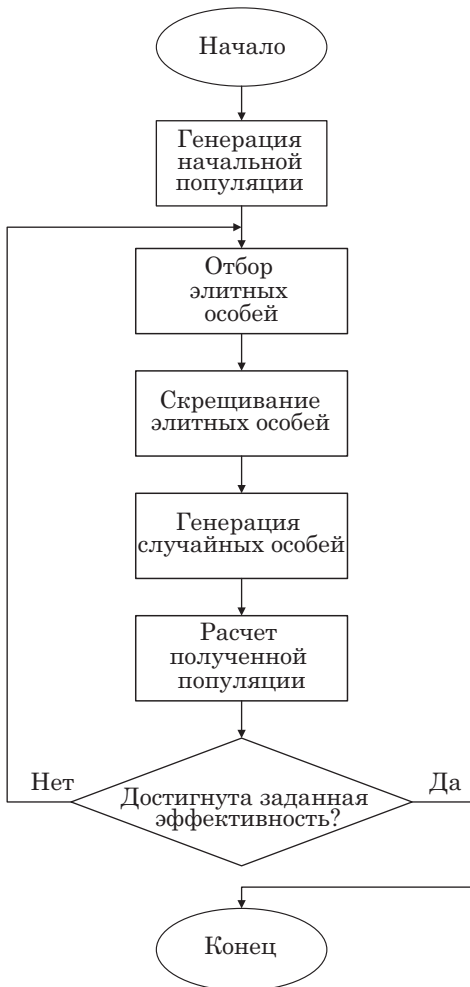 Начало
Генерация
начальной
популяции
Отбор
элитных
особей
Скрещивание
элитных особей
Генерация
случайных особей
Расчет
полученной
популяции
Нет
Да
Достигнута заданная
эффективность?
Конец